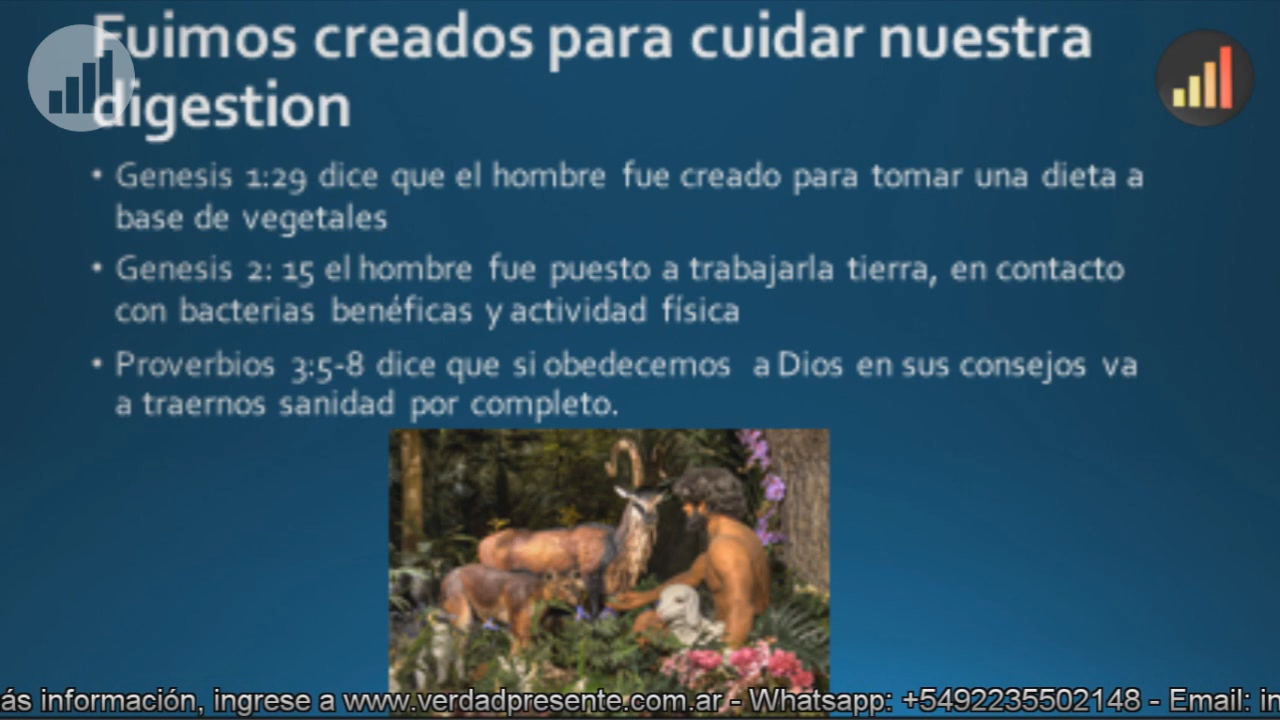 Fuimos creados para cuidar nuestra
digestion
• Genesis 1:29 dice que el hombre fue creado para tomar una dieta a
base de vegetales
• Genesis 2: 15 el hombre fue puesto a trabajarla tierra, en contacto
con bacterias benéficas y actividad física
• Proverbios 3:5-8 dice que si obedecemos a Dios en sus consejos va
a traernos sanidad por completo.
ás información, ingrese a www.verdadpresente.com.ar - Whatsapp: +5492235502148 - Email: in